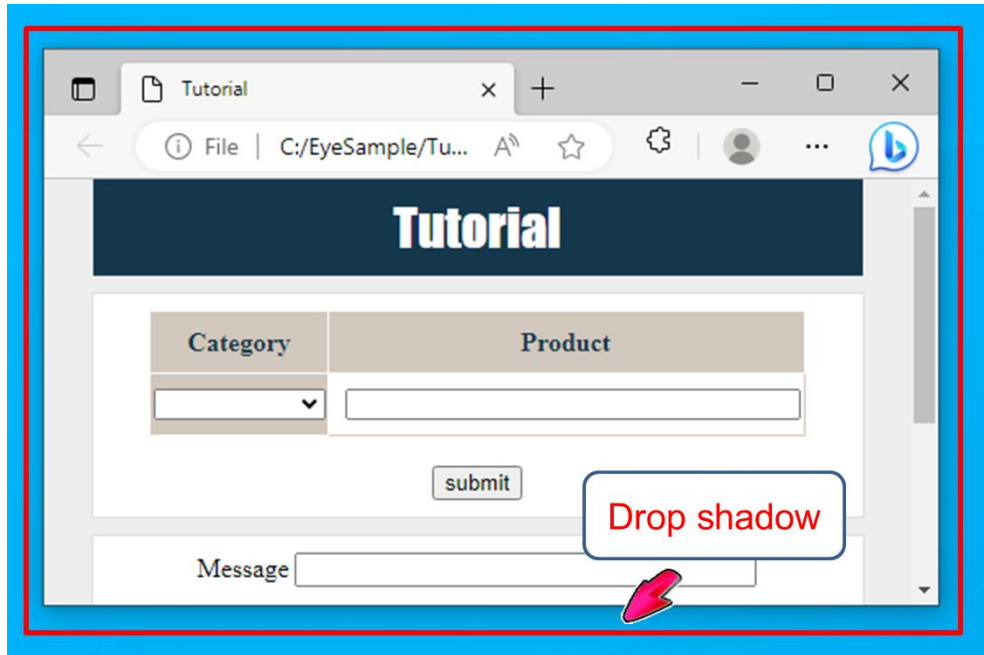 Tutorial
File | C:/EyeSample/Tu...
Tutorial
Category Product
submit
Drop shadow
Message